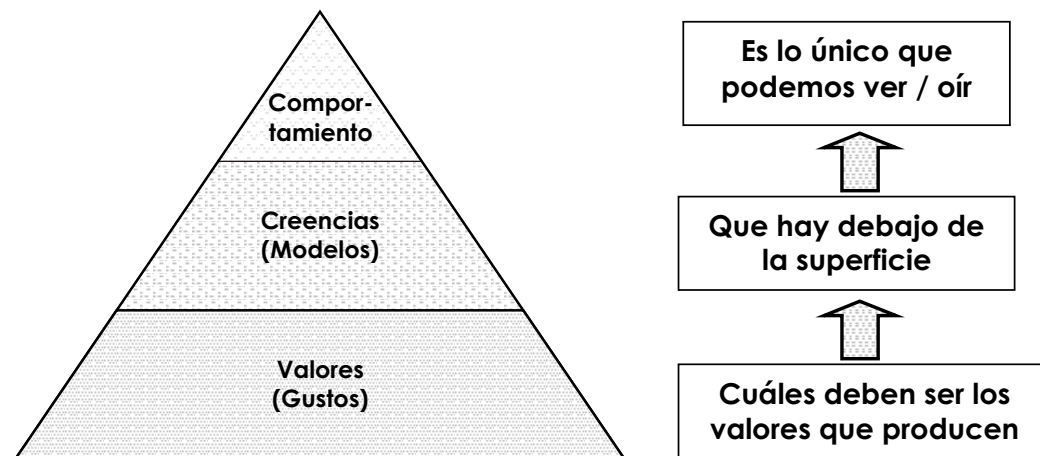 Compor-
tamiento
Creencias
(Modelos)
Valores
(Gustos)
Es lo único que
podemos ver / oír
Que hay debajo de
la superficie
Cuáles deben ser los
valores que producen